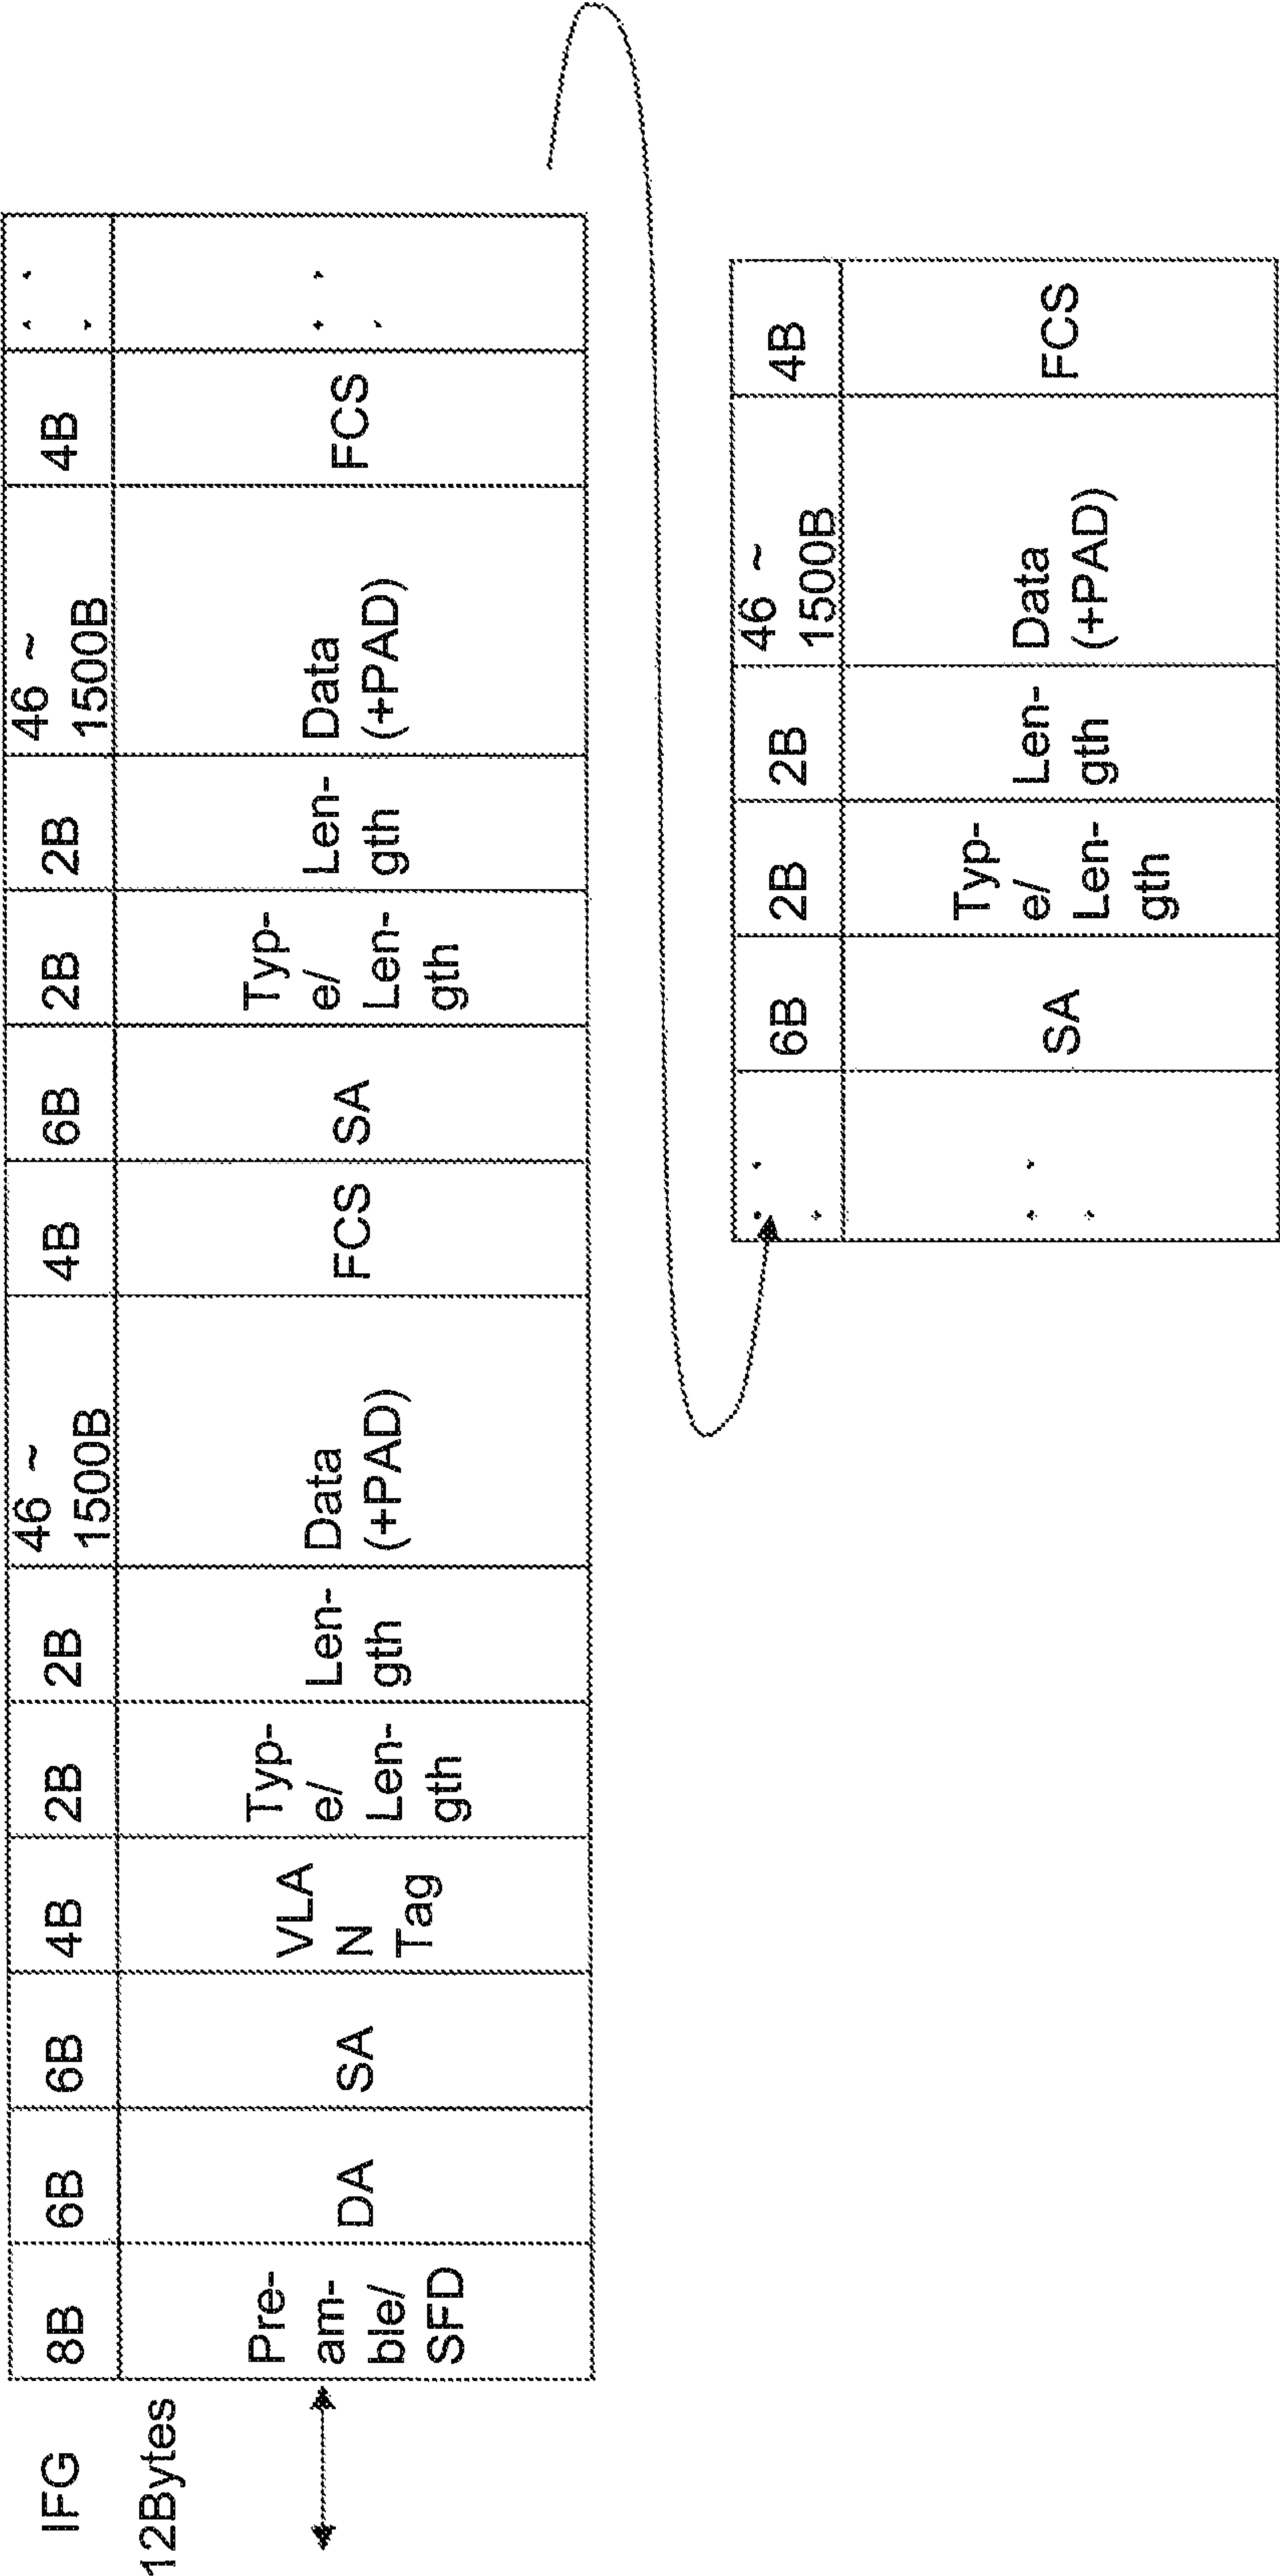 IFG
12Bytes
8B 6B 6B 4B 2B 2B 46 ~ 1500B 4B 6B 2B 2B 46 ~ 1500B 4B
Pre-
am-
ble/
SFD
DA
SA
VLA
N
Tag
Typ-
e/
Len-
gth
Len-
gth
Data
(+PAD)
FCS
SA
Typ-
e/
Len-
gth
Len-
gth
Data
(+PAD)
FCS
6B 2B 2B 46 ~ 1500B 4B
SA
Typ-
e/
Len-
gth
Len-
gth
Data
(+PAD)
FCS